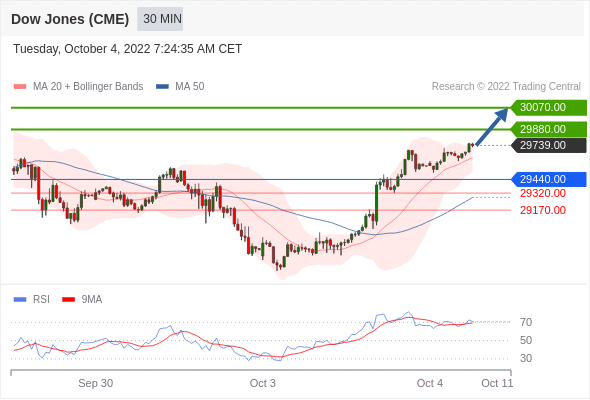 Dow Jones (CME) 30 MIN
Tuesday, October 4, 2022 7:24:35 AM CET
MA 20 + Bollinger Bands MA 50 Research © 2022 Trading Central
30070.00
29880.00
29739.00
29440.00
29320.00
29170.00
RSI 9MA
70
50
30
Sep 30 Oct 3 Oct 4 Oct 11